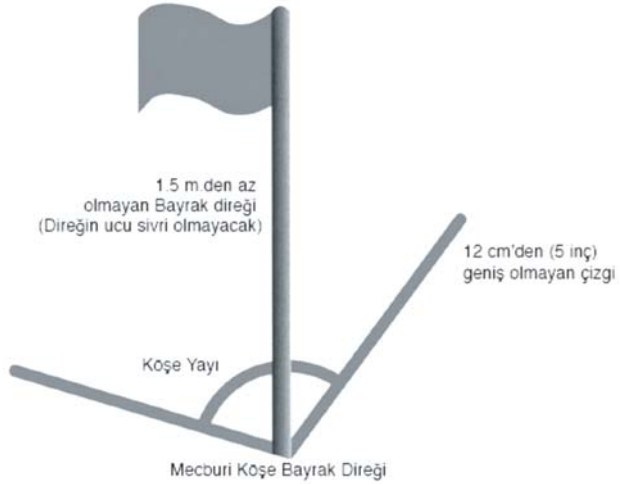 1.5 m.den az
olmayan Bayrak direği
(Direğin ucu sivri olmayacak)
12 cm'den (5 inç)
geniş olmayan çizgi
Köşe Yayı
Mecburi Köşe Bayrak Direği